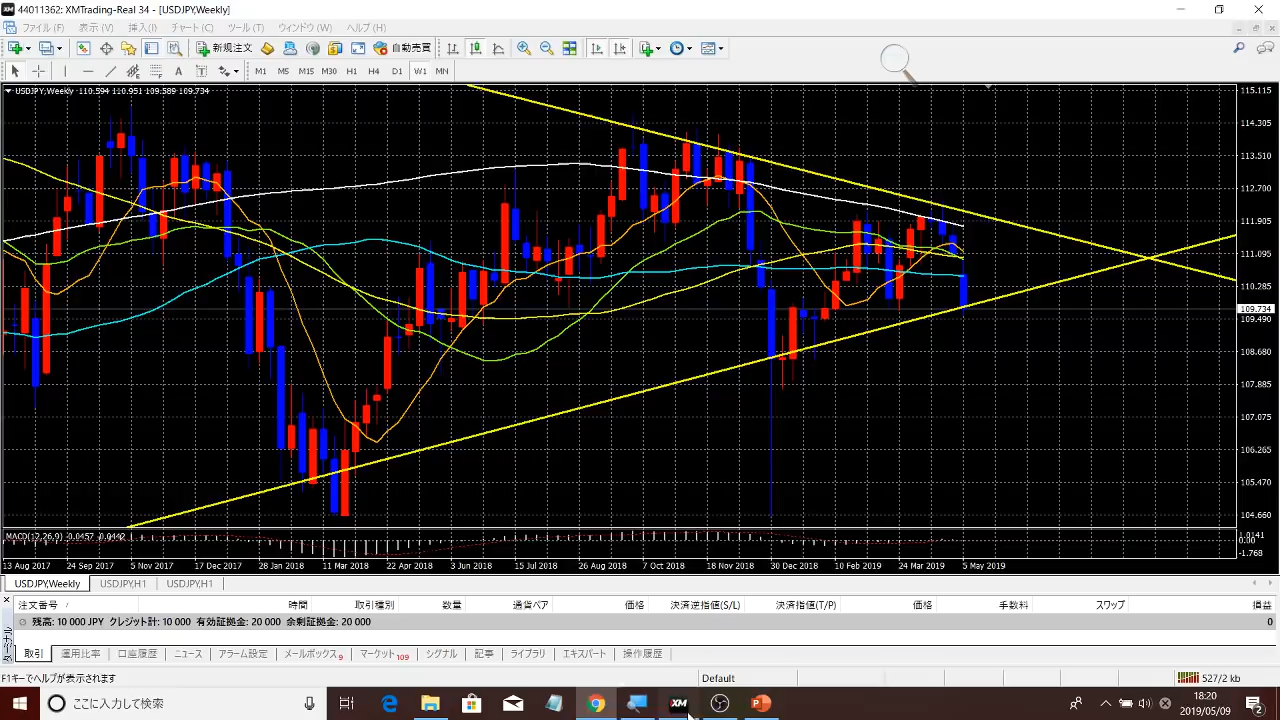 44011362: XMTrading-Real 34 - [USDJPY,Weekly]
ファイル (F) 表示 (V) 挿入(I) チャート (C) ツール (T) ウィンドウ (W) ヘルプ (H)
新規注文 自動売買
M1 M5 M15 M30 H1 H4 D1 W1 MN
USDJPY,Weekly 110.594 110.951 109.589 109.734
115.115
114.305
113.510
112.700
111.905
111.095
110.285
109.734
109.490
108.680
107.885
107.075
106.265
105.470
104.660
MACD(12,26,9) -0.0457 -0.0442
1.0141
0.00
-1.768
13 Aug 2017 24 Sep 2017 5 Nov 2017 17 Dec 2017 28 Jan 2018 11 Mar 2018 22 Apr 2018 3 Jun 2018 15 Jul 2018 26 Aug 2018 7 Oct 2018 18 Nov 2018 30 Dec 2018 10 Feb 2019 24 Mar 2019 5 May 2019
USDJPY,Weekly USDJPY,H1 USDJPY,H1
注文番号 / 時間 取引種別 数量 通貨ペア 価格 決済逆指値(S/L) 決済指値(T/P) 価格 手数料 スワップ 損益
残高: 10 000 JPY クレジット計: 10 000 有効証拠金: 20 000 余剰証拠金: 20 000 0
取引 運用比率 口座履歴 ニュース アラーム設定 メールボックス9 マーケット109 シグナル 記事 ライブラリ エキスパート 操作履歴
F1キーでヘルプが表示されます Default 527/2 kb
ここに入力して検索 XM 18:20
2019/05/09 2